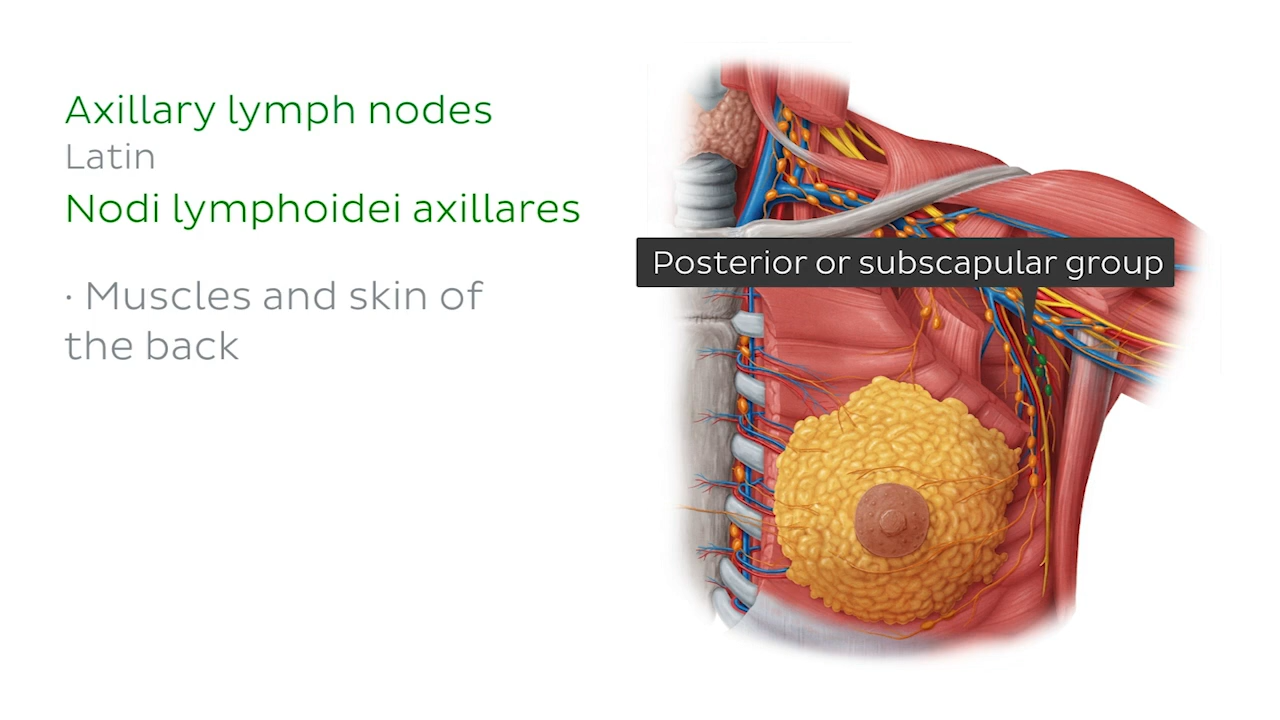 Axillary lymph nodes
Latin
Nodi lymphoidei axillares
· Muscles and skin of
the back
Posterior or subscapular group